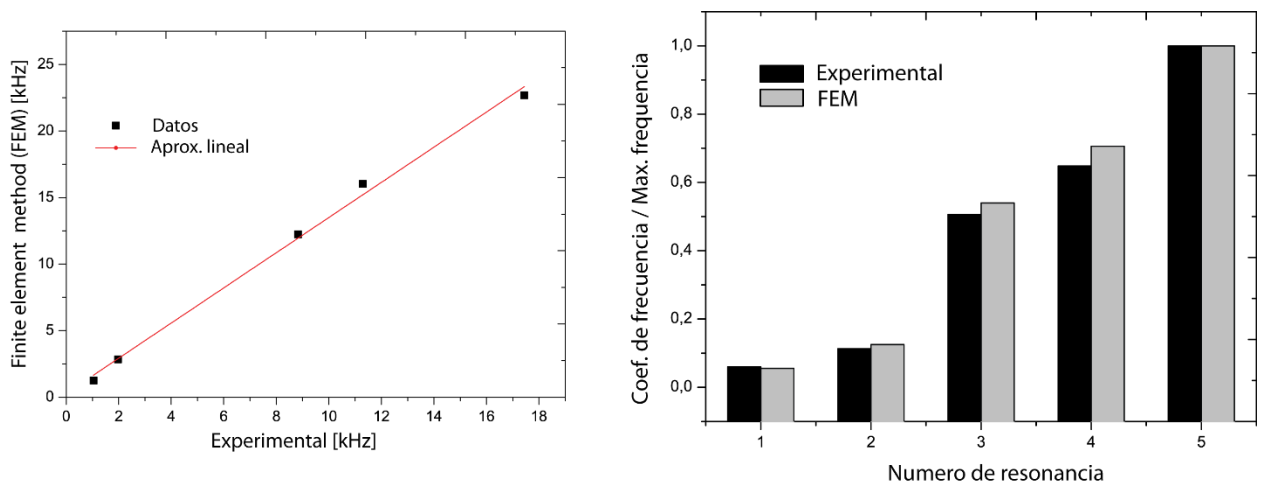 Finite element method (FEM) [kHz]
25
20
15
10
5
0
Datos
Aprox. lineal
0 2 4 6 8 10 12 14 16 18
Experimental [kHz]
Coef. de frecuencia / Max. frequencia
1,0
0,8
0,6
0,4
0,2
0,0
Experimental
FEM
1 2 3 4 5
Numero de resonancia